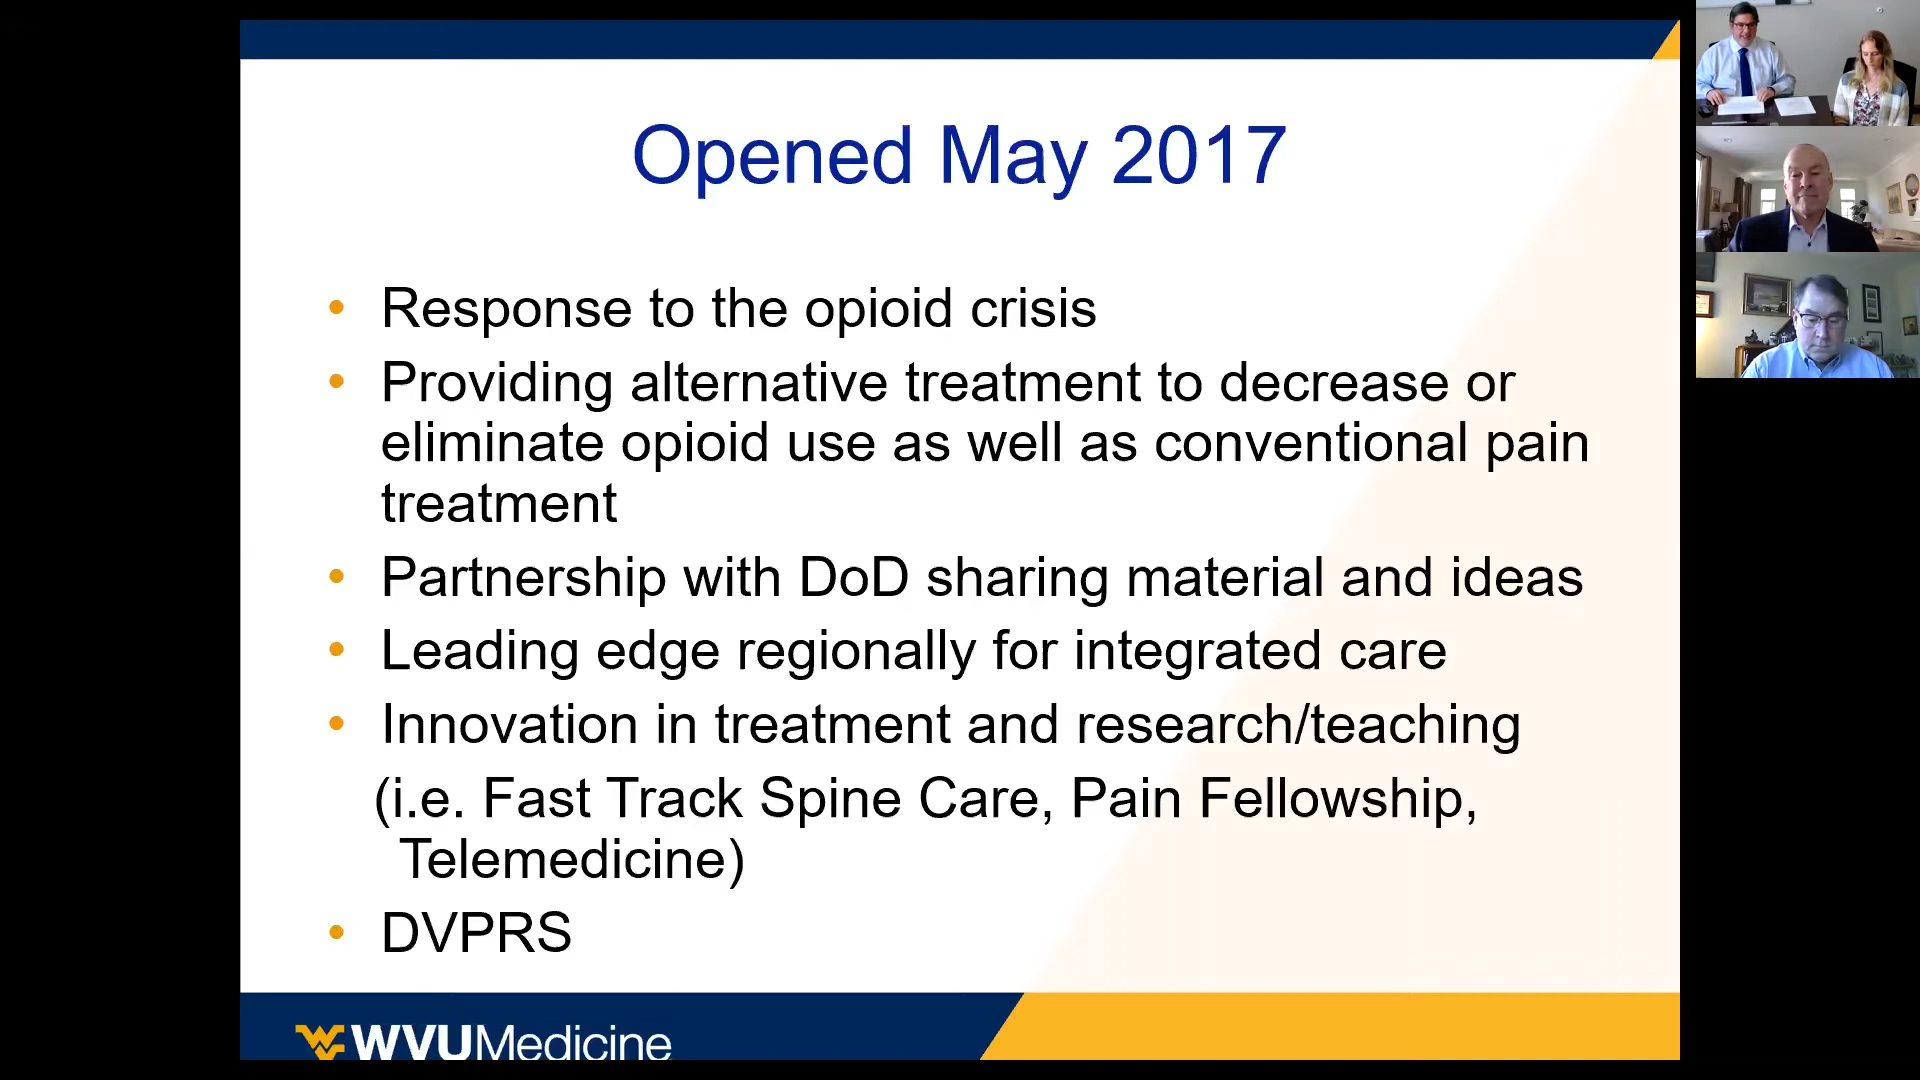 Opened May 2017
• Response to the opioid crisis
• Providing alternative treatment to decrease or
eliminate opioid use as well as conventional pain
treatment
• Partnership with DoD sharing material and ideas
• Leading edge regionally for integrated care
• Innovation in treatment and research/teaching
(i.e. Fast Track Spine Care, Pain Fellowship,
Telemedicine)
• DVPRS
WVUMedicine